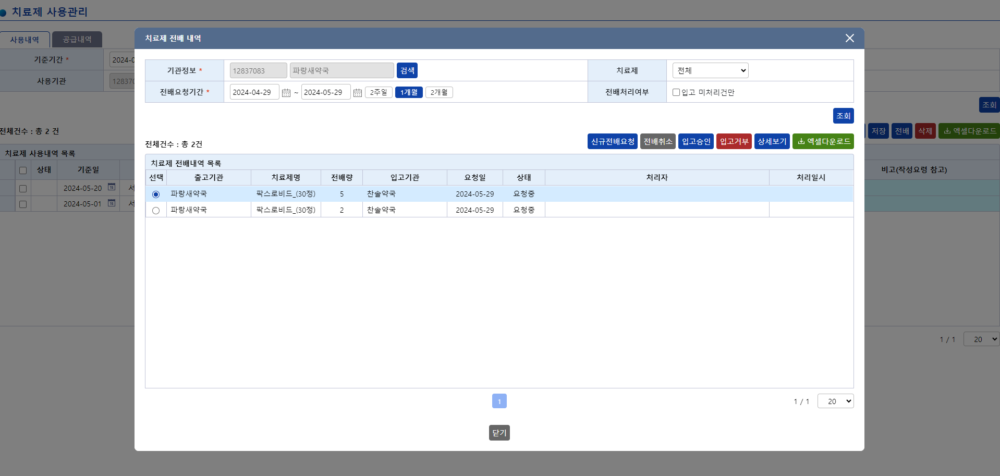 치료제 사용관리
사용내역 공급내역
기준기간 * 2024-0
사용기관 12837
조회
전체건수 : 총 2 건
저장 전배 삭제 엑셀다운로드
치료제 사용내역 목록
상태 기준일 비고(작성요령 참고)
2024-05-20 15 서
2024-05-01 15 서
치료제 전배 내역
기관정보 * 12837083 파랑새약국 검색 치료제 전체
전배요청기간 * 2024-04-29 ~ 2024-05-29 2주일 1개월 2개월 전배처리여부 입고 미처리건만
조회
전체건수 : 총 2건
신규전배요청 전배취소 입고승인 입고거부 상세보기 엑셀다운로드
치료제 전배내역 목록
선택 출고기관 치료제명 전배량 입고기관 요청일 상태 처리자 처리일시
파랑새약국 팍스로비드_(30정) 5 찬솔약국 2024-05-29 요청중
파랑새약국 팍스로비드_(30정) 2 찬솔약국 2024-05-29 요청중
1 1 / 1 20
닫기
1 / 1 20